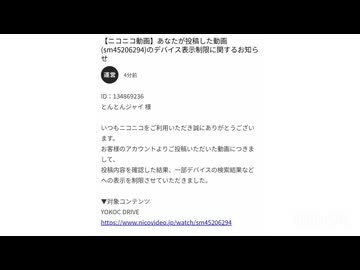 【ニコニコ動画】あなたが投稿した動画
(sm45206294)のデバイス表示制限に関するお知ら
せ
運営 4分前
ID：134869236
とんとんジャイ 様
いつもニコニコをご利用いただき誠にありがとうござい
ます。
お客様のアカウントよりご投稿いただいた動画につきま
して、
投稿内容を確認した結果、一部デバイスの検索結果など
への表示を制限させていただきました。
▼対象コンテンツ
YOKOC DRIVE
https://www.nicovideo.jp/watch/sm45206294